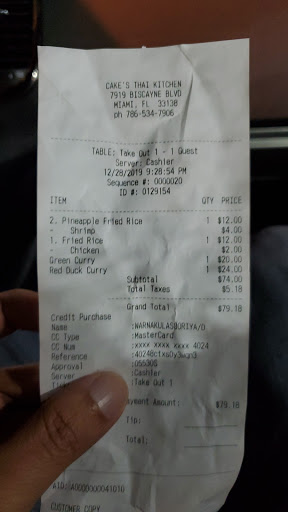 CAKE'S THAI KITCHEN
7919 BISCAYNE BLVD
MIAMI, FL 33138
ph 786-534-7906
TABLE: Take Out 1 - 1 Guest
Server: Cashier
12/28/2019 9:28:54 PM
Sequence #: 0000020
ID #: 0129154
ITEM QTY PRICE
2. Pineapple Fried Rice 1 $12.00
- Shrimp $4.00
1. Fried Rice 1 $12.00
- Chicken $2.00
Green Curry 1 $20.00
Red Duck Curry 1 $24.00
Subtotal $74.00
Total Taxes $5.18
Grand Total $79.18
Credit Purchase
Name :WARNAKULASOURIYA/D
CC Type :MasterCard
CC Num :xxxx xxxx xxxx 4024
Reference
Approval
Server :Cashier
:Take Out 1
Payment Amount: $79.18
Tip:
Total:
AID: A0000000041010
CUSTOMER COPY